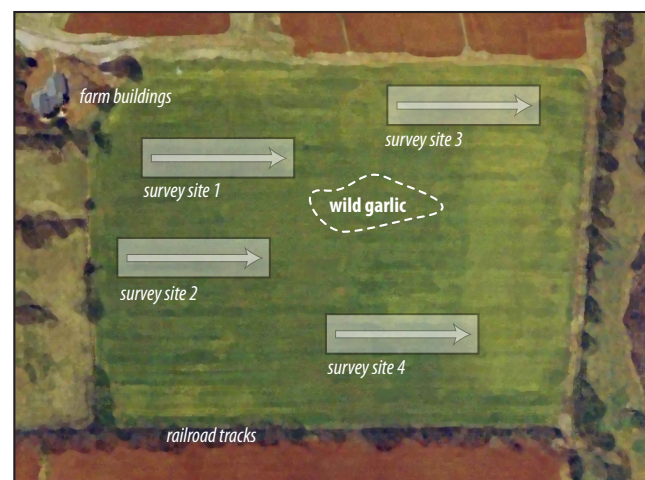 farm buildings
survey site 3
survey site 1
wild garlic
survey site 2
survey site 4
railroad tracks